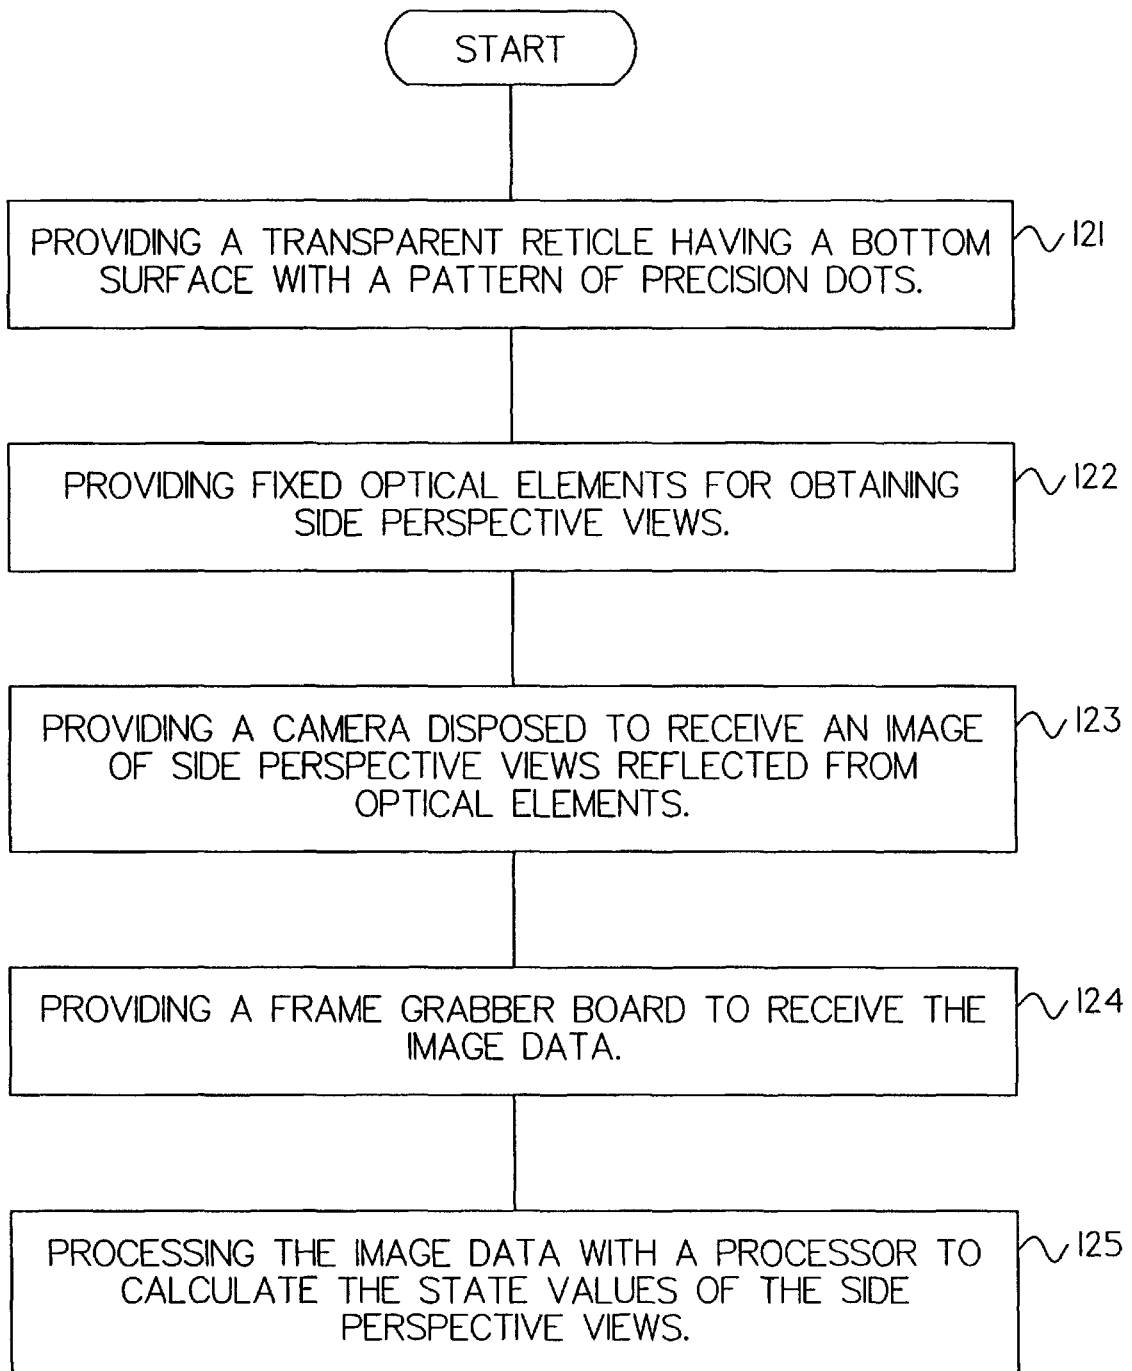 START
PROVIDING A TRANSPARENT RETICLE HAVING A BOTTOM
SURFACE WITH A PATTERN OF PRECISION DOTS.
121
PROVIDING FIXED OPTICAL ELEMENTS FOR OBTAINING
SIDE PERSPECTIVE VIEWS.
122
PROVIDING A CAMERA DISPOSED TO RECEIVE AN IMAGE
OF SIDE PERSPECTIVE VIEWS REFLECTED FROM
OPTICAL ELEMENTS.
123
PROVIDING A FRAME GRABBER BOARD TO RECEIVE THE
IMAGE DATA.
124
PROCESSING THE IMAGE DATA WITH A PROCESSOR TO
CALCULATE THE STATE VALUES OF THE SIDE
PERSPECTIVE VIEWS.
125